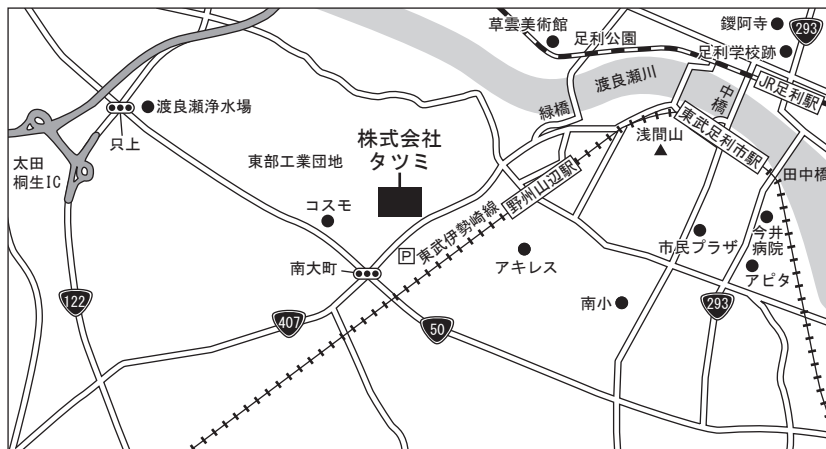 草雲美術館
足利公園
鑁阿寺
293
足利学校跡
渡良瀬川
中橋
JR足利駅
渡良瀬浄水場
緑橋
只上
株式会社
タツミ
浅間山
東武足利市駅
太田
桐生IC
東部工業団地
田中橋
コスモ
野州山辺駅
東武伊勢崎線
P
市民プラザ
今井
病院
南大町
アキレス
アピタ
122
南小
293
407
50